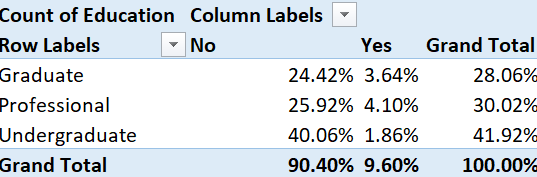 Count of Education Column Labels
Row Labels No Yes Grand Total
Graduate 24.42% 3.64% 28.06%
Professional 25.92% 4.10% 30.02%
Undergraduate 40.06% 1.86% 41.92%
Grand Total 90.40% 9.60% 100.00%